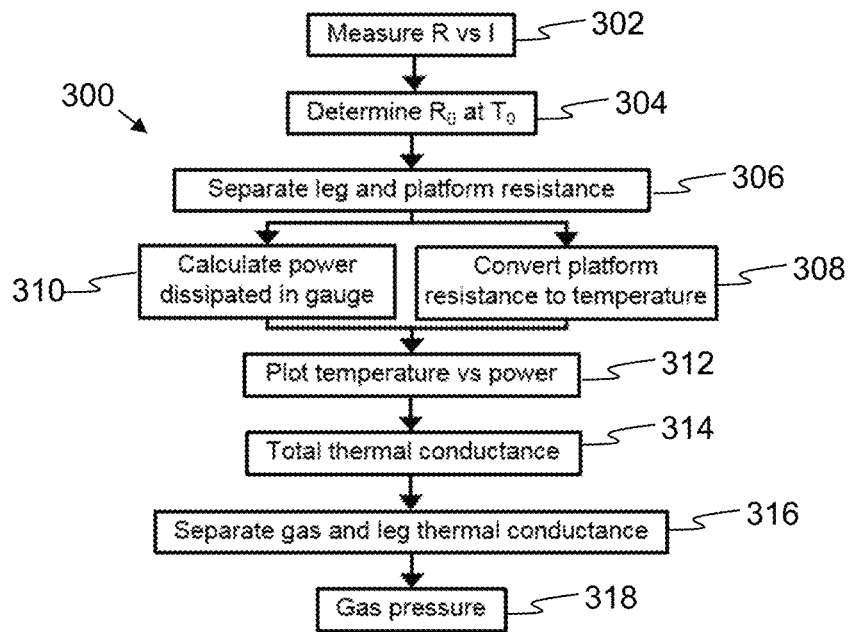 Measure R vs I
302
300
Determine R₀ at T₀
304
Separate leg and platform resistance
306
310
Calculate power
dissipated in gauge
Convert platform
resistance to temperature
308
Plot temperature vs power
312
Total thermal conductance
314
Separate gas and leg thermal conductance
316
Gas pressure
318